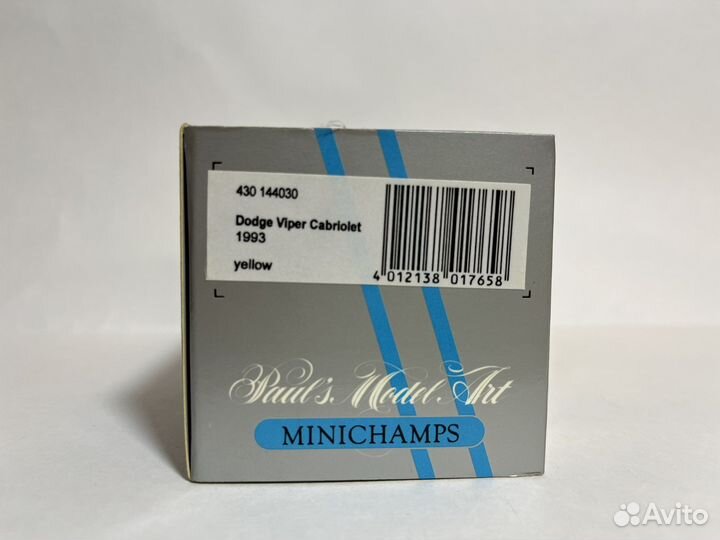 430 144030
Dodge Viper Cabriolet
1993
yellow
4 012138 017658
Paul's Model Art
MINICHAMPS
Avito